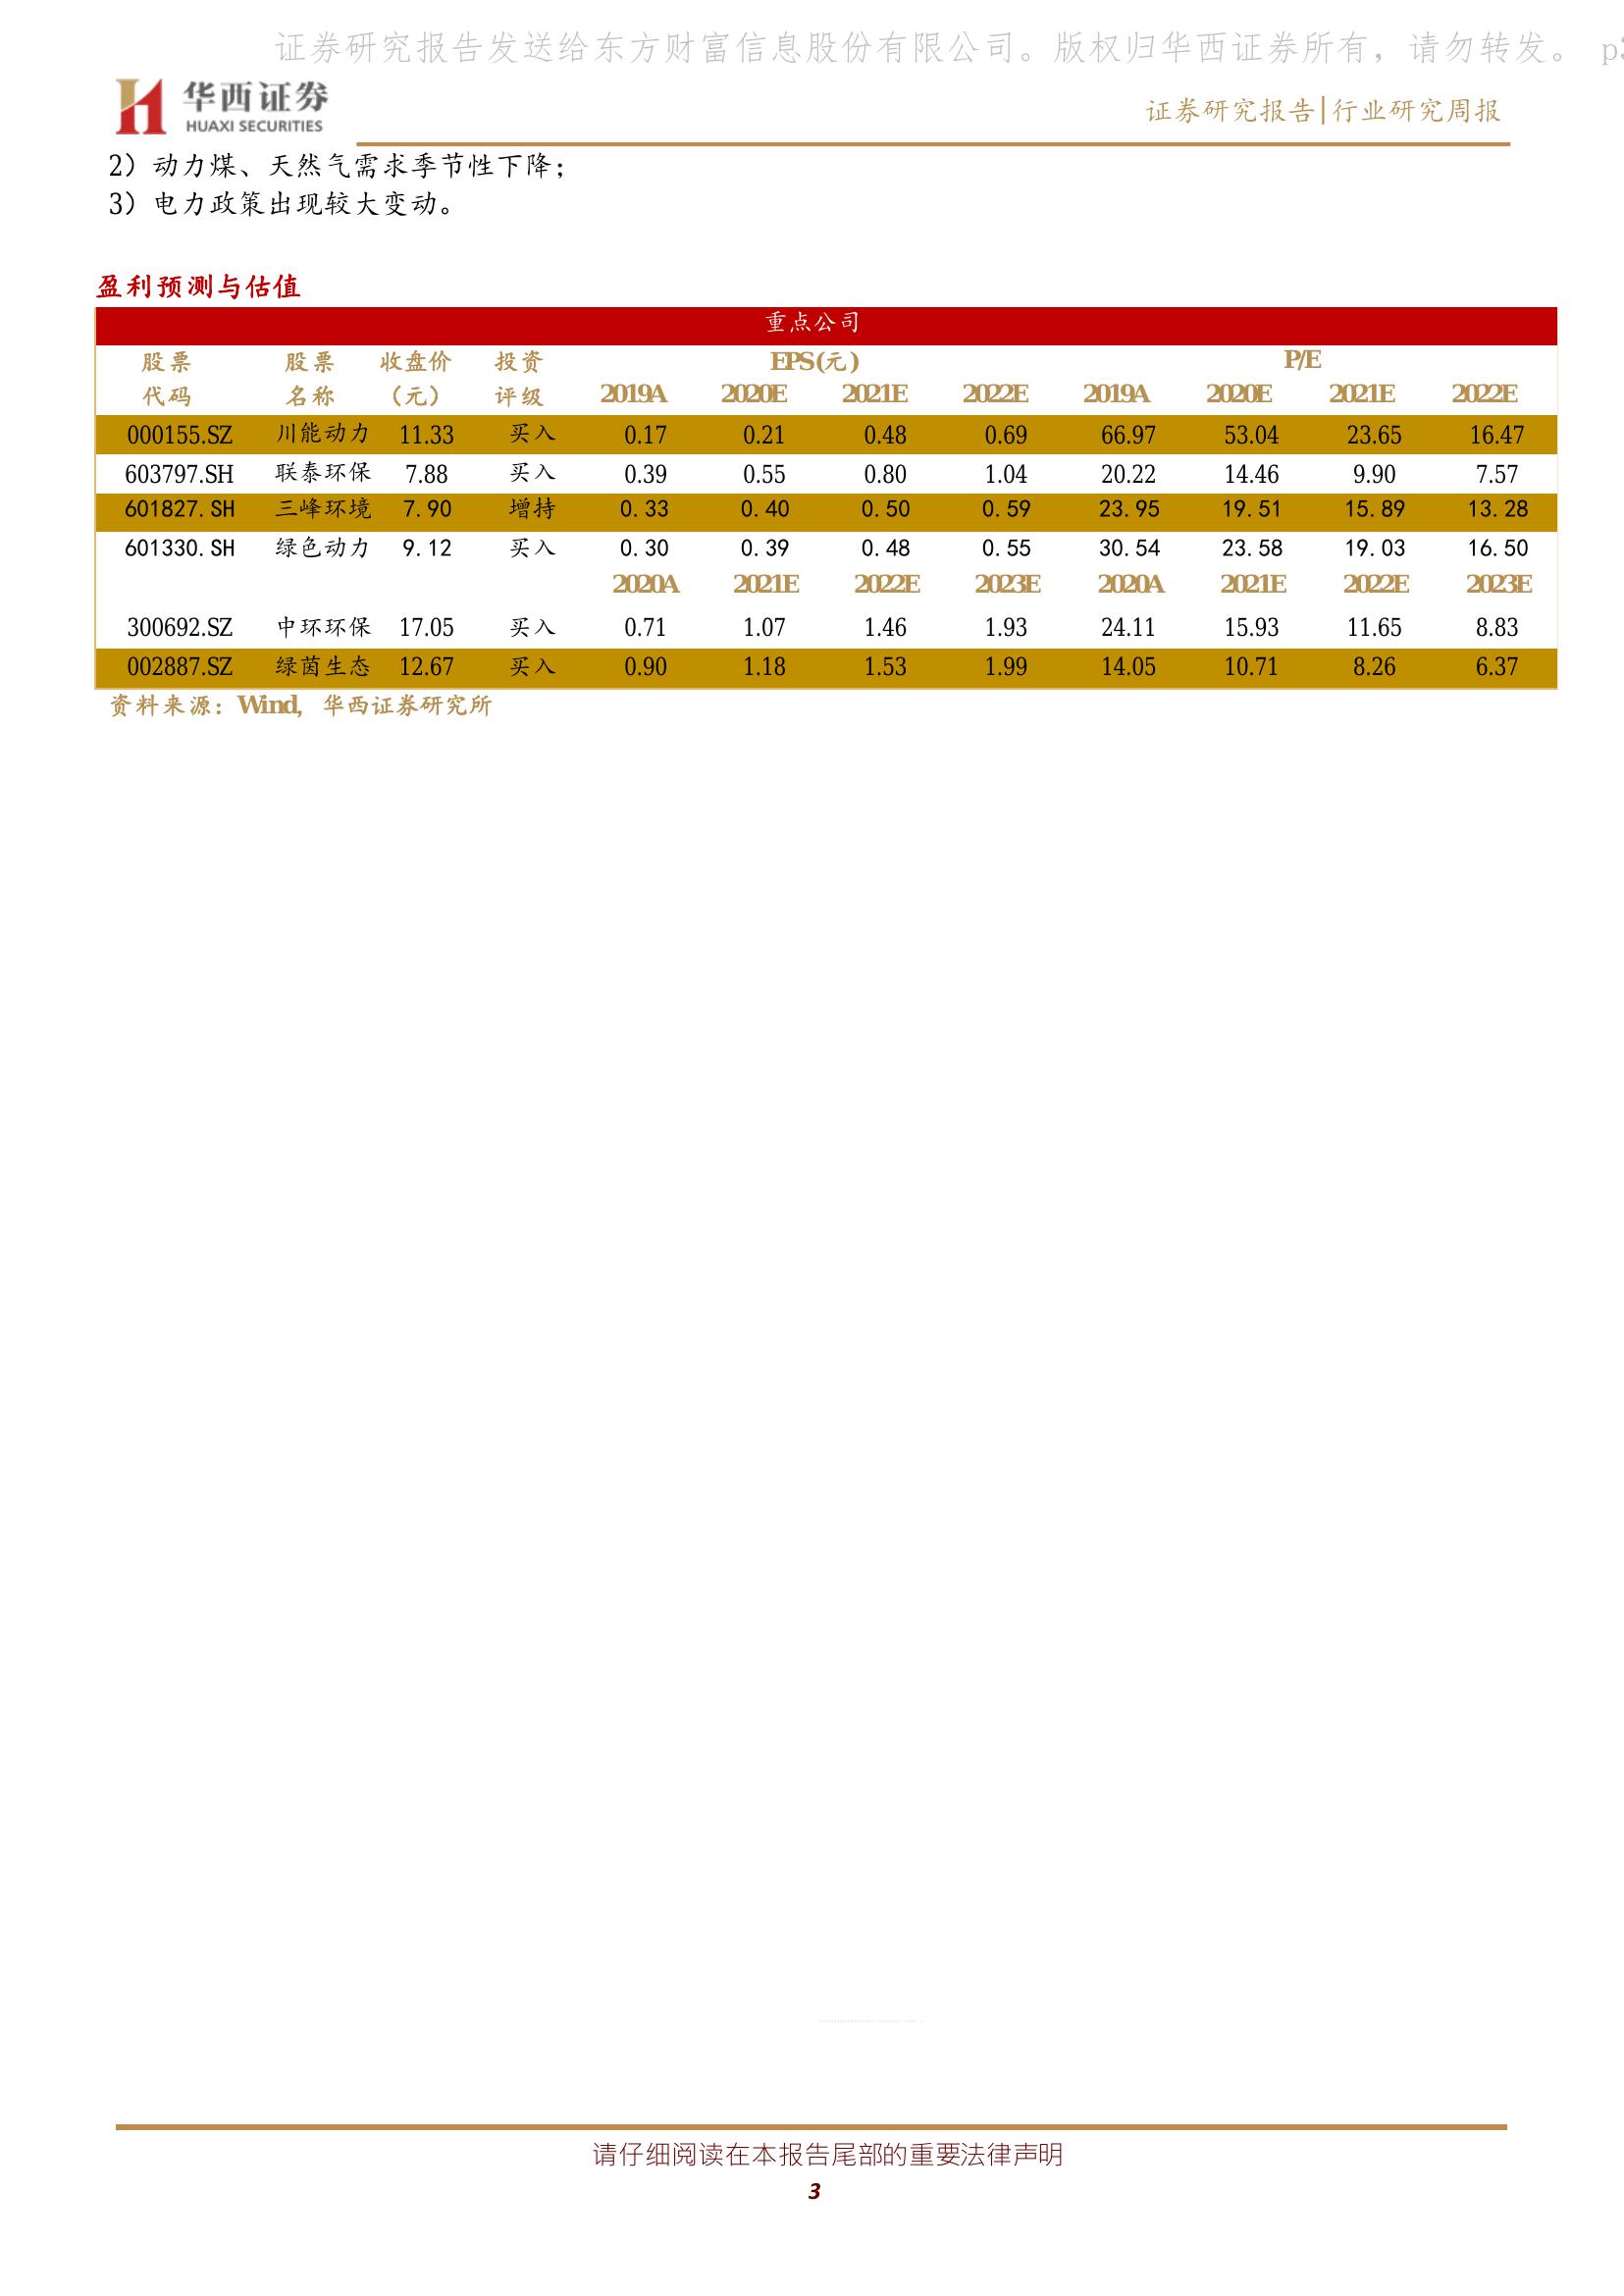 证券研究报告发送给东方财富信息股份有限公司。版权归华西证券所有，请勿转发。 p3
华西证券
HUAXI SECURITIES
证券研究报告|行业研究周报
2）动力煤、天然气需求季节性下降；
3）电力政策出现较大变动。
盈利预测与估值
重点公司
股票 股票 收盘价 投资 EPS(元) P/E
代码 名称 （元） 评级 2019A 2020E 2021E 2022E 2019A 2020E 2021E 2022E
000155.SZ 川能动力 11.33 买入 0.17 0.21 0.48 0.69 66.97 53.04 23.65 16.47
603797.SH 联泰环保 7.88 买入 0.39 0.55 0.80 1.04 20.22 14.46 9.90 7.57
601827.SH 三峰环境 7.90 增持 0.33 0.40 0.50 0.59 23.95 19.51 15.89 13.28
601330.SH 绿色动力 9.12 买入 0.30 0.39 0.48 0.55 30.54 23.58 19.03 16.50
2020A 2021E 2022E 2023E 2020A 2021E 2022E 2023E
300692.SZ 中环环保 17.05 买入 0.71 1.07 1.46 1.93 24.11 15.93 11.65 8.83
002887.SZ 绿茵生态 12.67 买入 0.90 1.18 1.53 1.99 14.05 10.71 8.26 6.37
资料来源：Wind，华西证券研究所
请仔细阅读在本报告尾部的重要法律声明
3